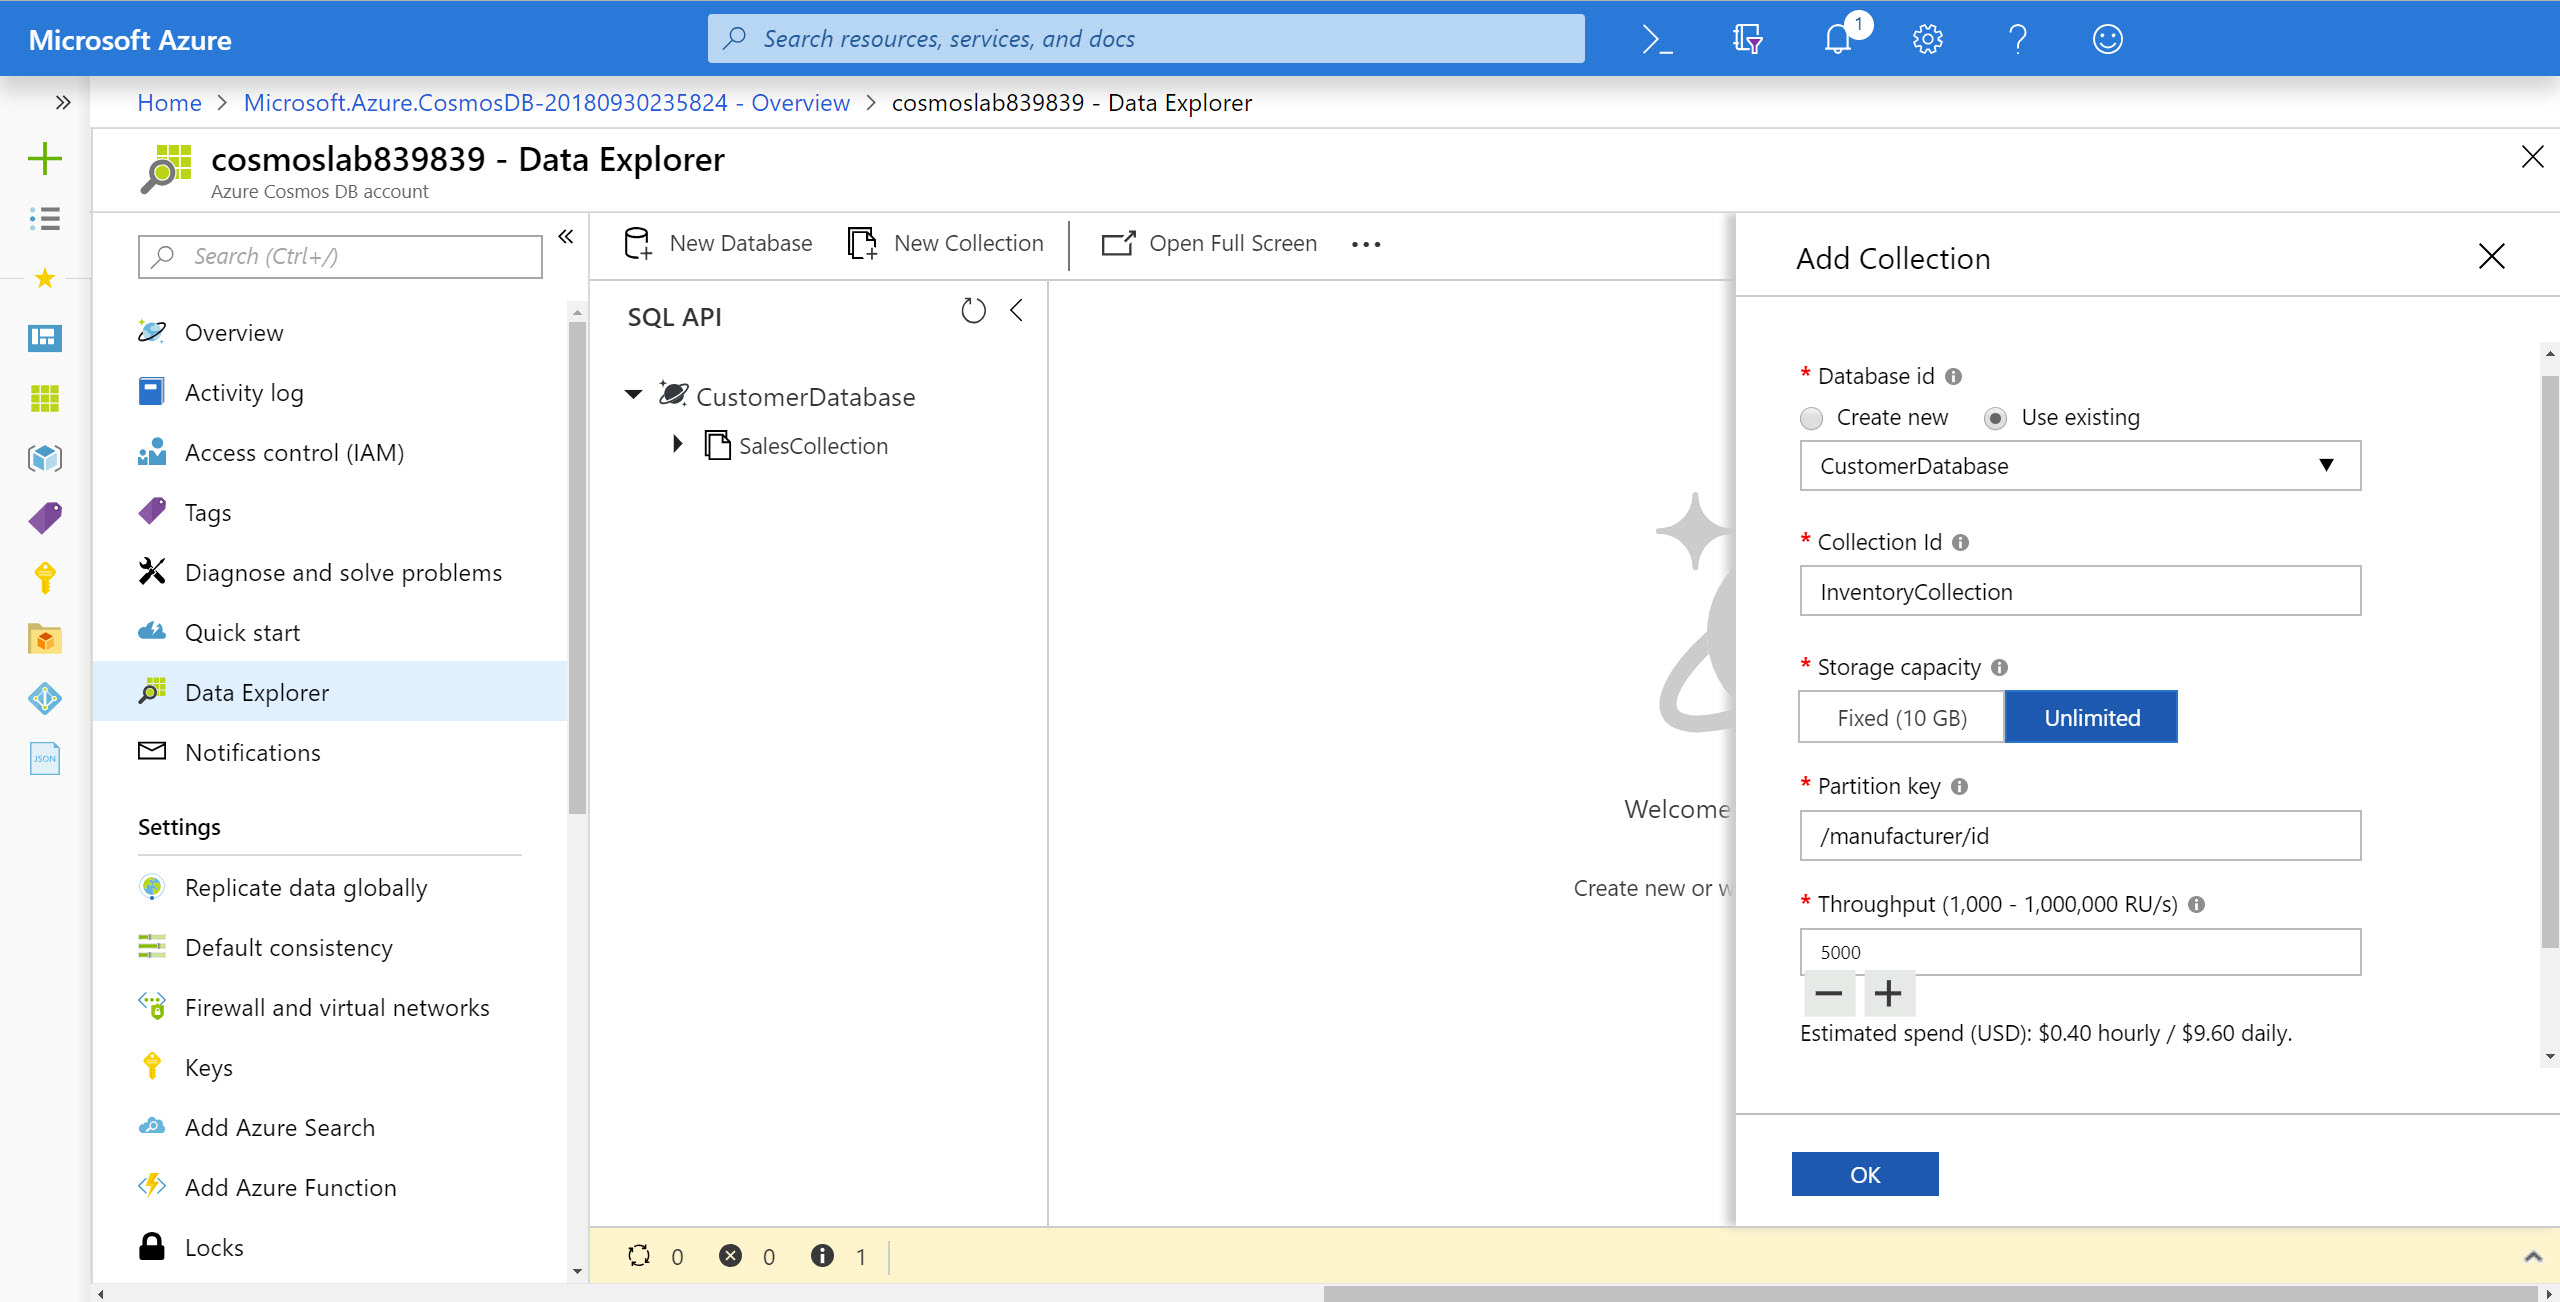 Microsoft Azure
Search resources, services, and docs
1
Home > Microsoft.Azure.CosmosDB-20180930235824 - Overview > cosmoslab839839 - Data Explorer
cosmoslab839839 - Data Explorer
Azure Cosmos DB account
Search (Ctrl+/)
Overview
Activity log
Access control (IAM)
Tags
Diagnose and solve problems
Quick start
Data Explorer
Notifications
Settings
Replicate data globally
Default consistency
Firewall and virtual networks
Keys
Add Azure Search
Add Azure Function
Locks
JSON
New Database
New Collection
Open Full Screen
SQL API
CustomerDatabase
SalesCollection
Welcome
Create new or w
0 0 1
Add Collection
* Database id
Create new Use existing
CustomerDatabase
* Collection Id
InventoryCollection
* Storage capacity
Fixed (10 GB) Unlimited
* Partition key
/manufacturer/id
* Throughput (1,000 - 1,000,000 RU/s)
5000
Estimated spend (USD): $0.40 hourly / $9.60 daily.
OK